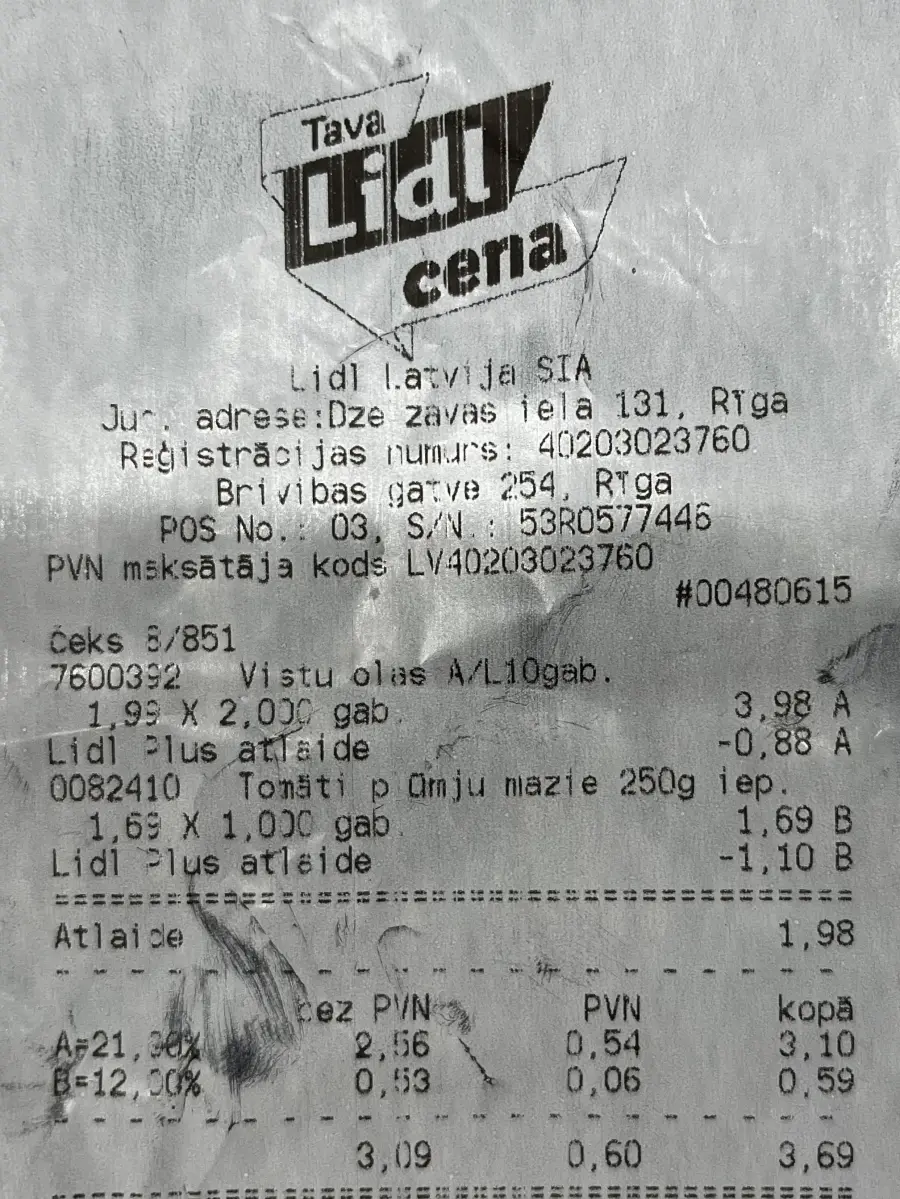 Tava
Lidl
cena
Lidl Latvija SIA
Jur. adrese:Dze zavas iela 131, Rīga
Reģistrācijas numurs: 40203023760
Brīvības gatve 254, Rīga
POS No.: 03, S/N.: 53R0577446
PVN maksātāja kods LV40203023760
#00480615
Čeks 8/851
7600392 Vistu olas A/L10gab.
1,99 X 2,000 gab. 3,98 A
Lidl Plus atlaide -0,88 A
0082410 Tomāti p ūmju mazie 250g iep.
1,69 X 1,000 gab. 1,69 B
Lidl Plus atlaide -1,10 B
Atlaide 1,98
bez PVN PVN kopā
A=21,00% 2,56 0,54 3,10
B=12,00% 0,53 0,06 0,59
3,09 0,60 3,69